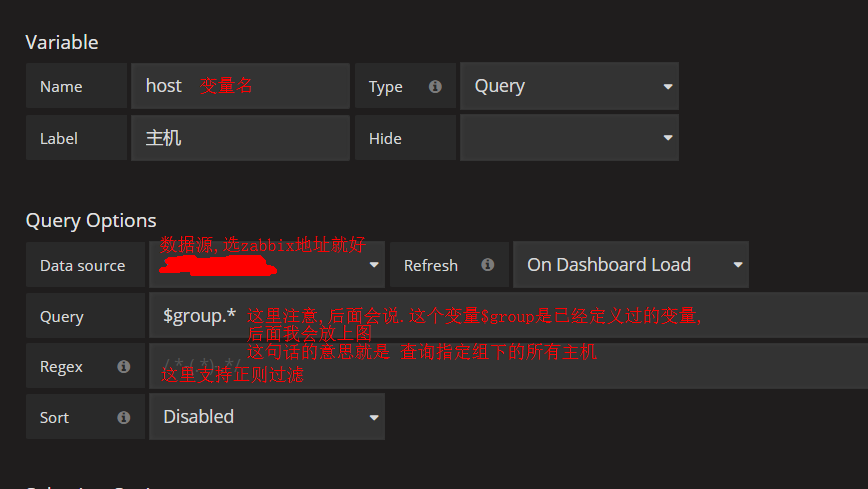 Variable
Name host 变量名 Type Query
Label 主机 Hide
Query Options
数据源,选zabbix地址就好
Data source Refresh On Dashboard Load
Query $group.* 这里注意,后面会说.这个变量$group是已经定义过的变量,
后面我会放上图
这句话的意思就是 查询指定组下的所有主机
Regex /.*-(.*)-.*/
这里支持正则过滤
Sort Disabled